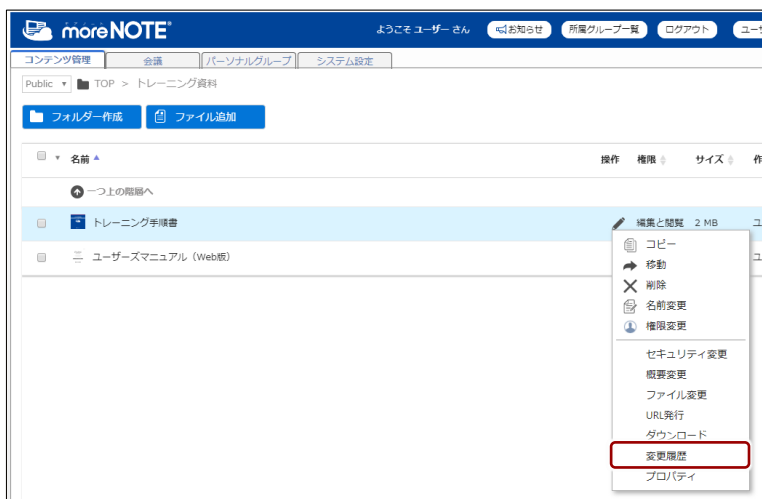 moreNOTE
ようこそ ユーザー さん お知らせ 所属グループ一覧 ログアウト
コンテンツ管理 会議 パーソナルグループ システム設定
Public TOP > トレーニング資料
フォルダー作成 ファイル追加
名前 操作 権限 サイズ
一つ上の階層へ
トレーニング手順書 編集と閲覧 2 MB
ユーザーズマニュアル（Web版）
コピー
移動
削除
名前変更
権限変更
セキュリティ変更
概要変更
ファイル変更
URL発行
ダウンロード
変更履歴
プロパティ